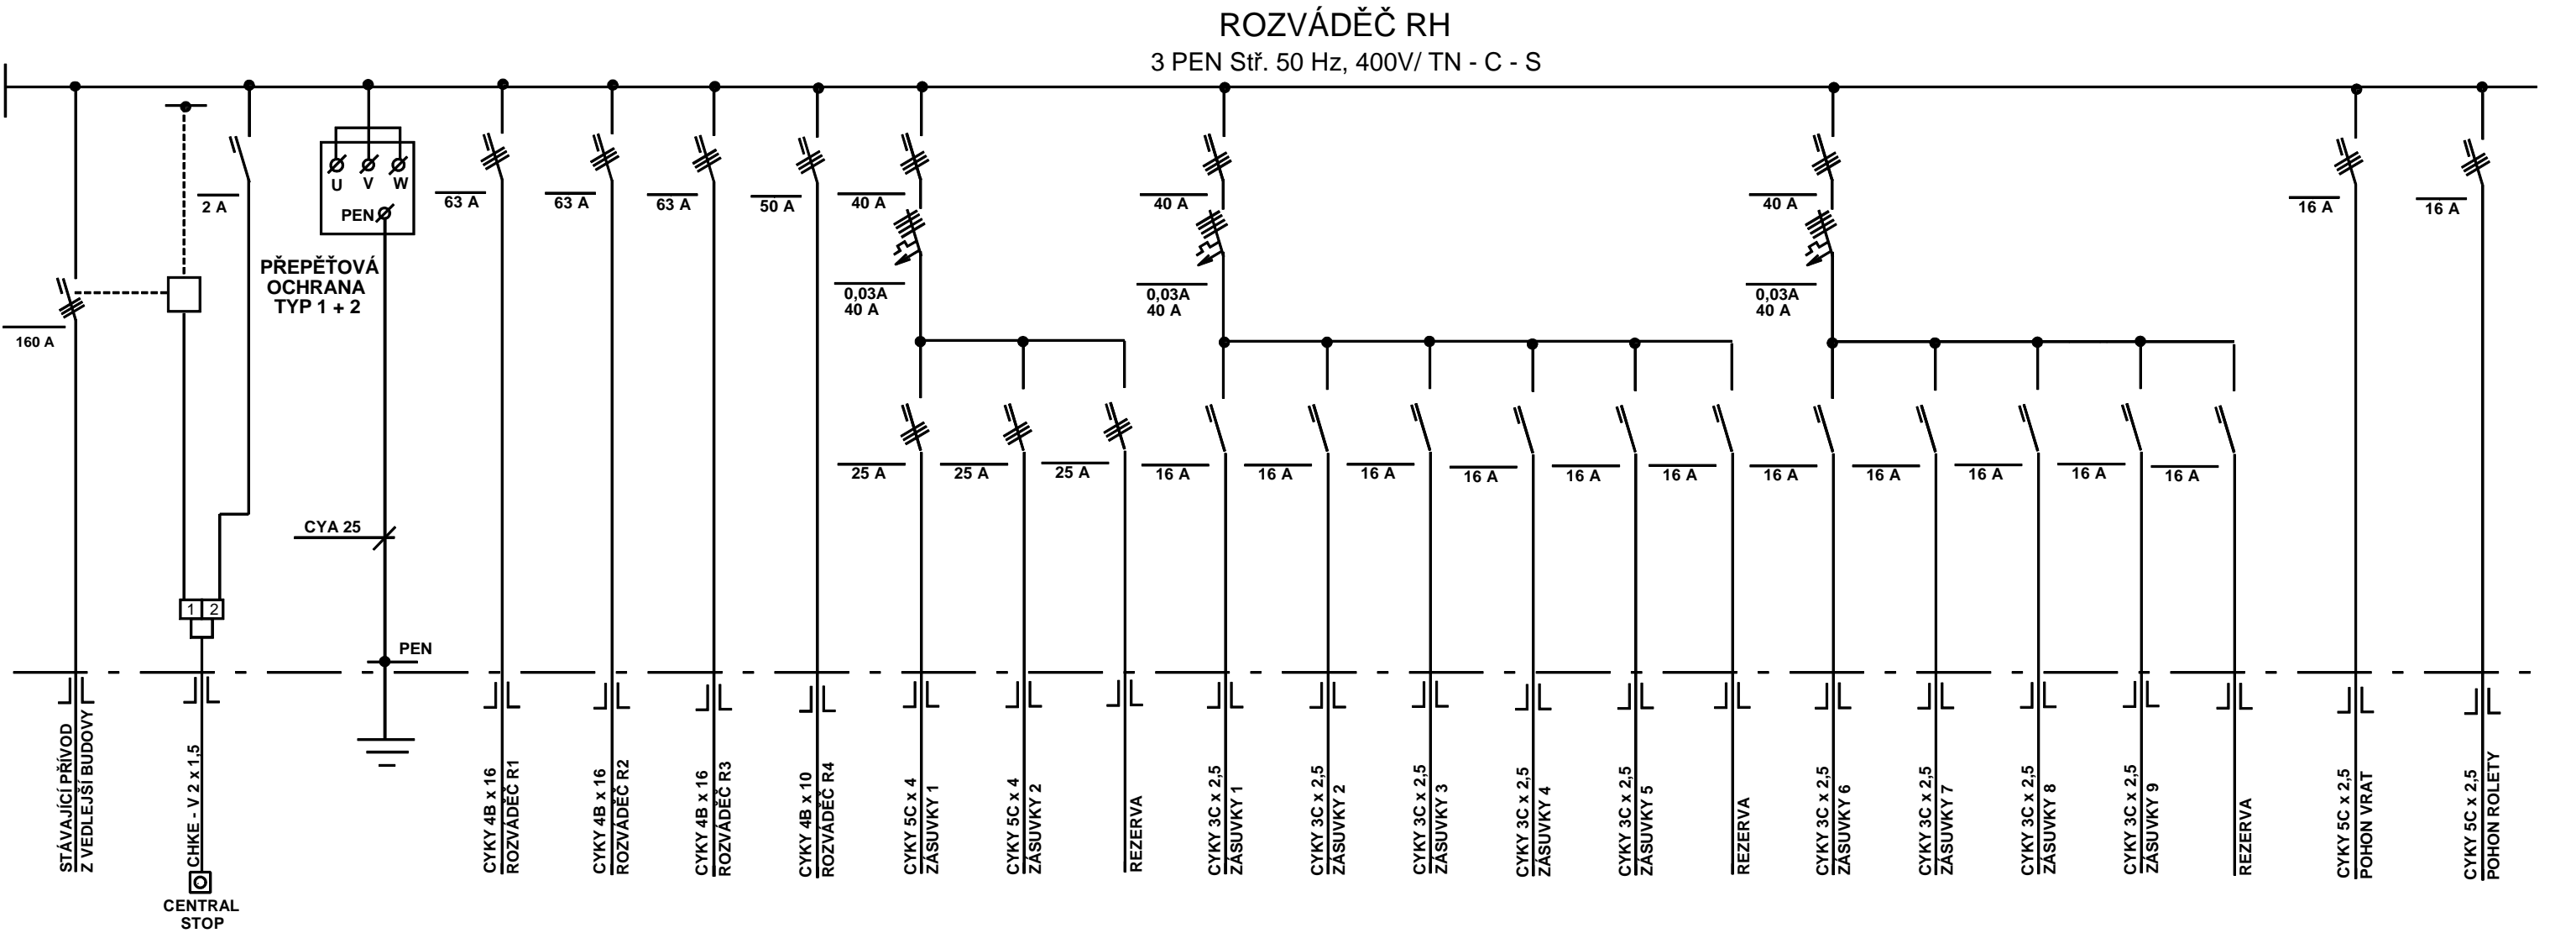 ROZVÁDĚČ RH
3 PEN Stř. 50 Hz, 400V/ TN - C - S
160 A
2 A
U
V
W
PEN
PŘEPĚŤOVÁ
OCHRANA
TYP 1 + 2
63 A
63 A
63 A
50 A
40 A
0,03A
40 A
40 A
0,03A
40 A
40 A
0,03A
40 A
16 A
16 A
25 A
25 A
25 A
16 A
16 A
16 A
16 A
16 A
16 A
16 A
16 A
16 A
16 A
16 A
CYA 25
1
2
PEN
STÁVAJÍCÍ PŘÍVOD
Z VEDLEJŠÍ BUDOVY
CHKE - V 2 x 1,5
CENTRAL
STOP
CYKY 4B x 16
ROZVÁDĚČ R1
CYKY 4B x 16
ROZVÁDĚČ R2
CYKY 4B x 16
ROZVÁDĚČ R3
CYKY 4B x 10
ROZVÁDĚČ R4
CYKY 5C x 4
ZÁSUVKY 1
CYKY 5C x 4
ZÁSUVKY 2
REZERVA
CYKY 3C x 2,5
ZÁSUVKY 1
CYKY 3C x 2,5
ZÁSUVKY 2
CYKY 3C x 2,5
ZÁSUVKY 3
CYKY 3C x 2,5
ZÁSUVKY 4
CYKY 3C x 2,5
ZÁSUVKY 5
REZERVA
CYKY 3C x 2,5
ZÁSUVKY 6
CYKY 3C x 2,5
ZÁSUVKY 7
CYKY 3C x 2,5
ZÁSUVKY 8
CYKY 3C x 2,5
ZÁSUVKY 9
REZERVA
CYKY 5C x 2,5
POHON VRAT
CYKY 5C x 2,5
POHON ROLETY